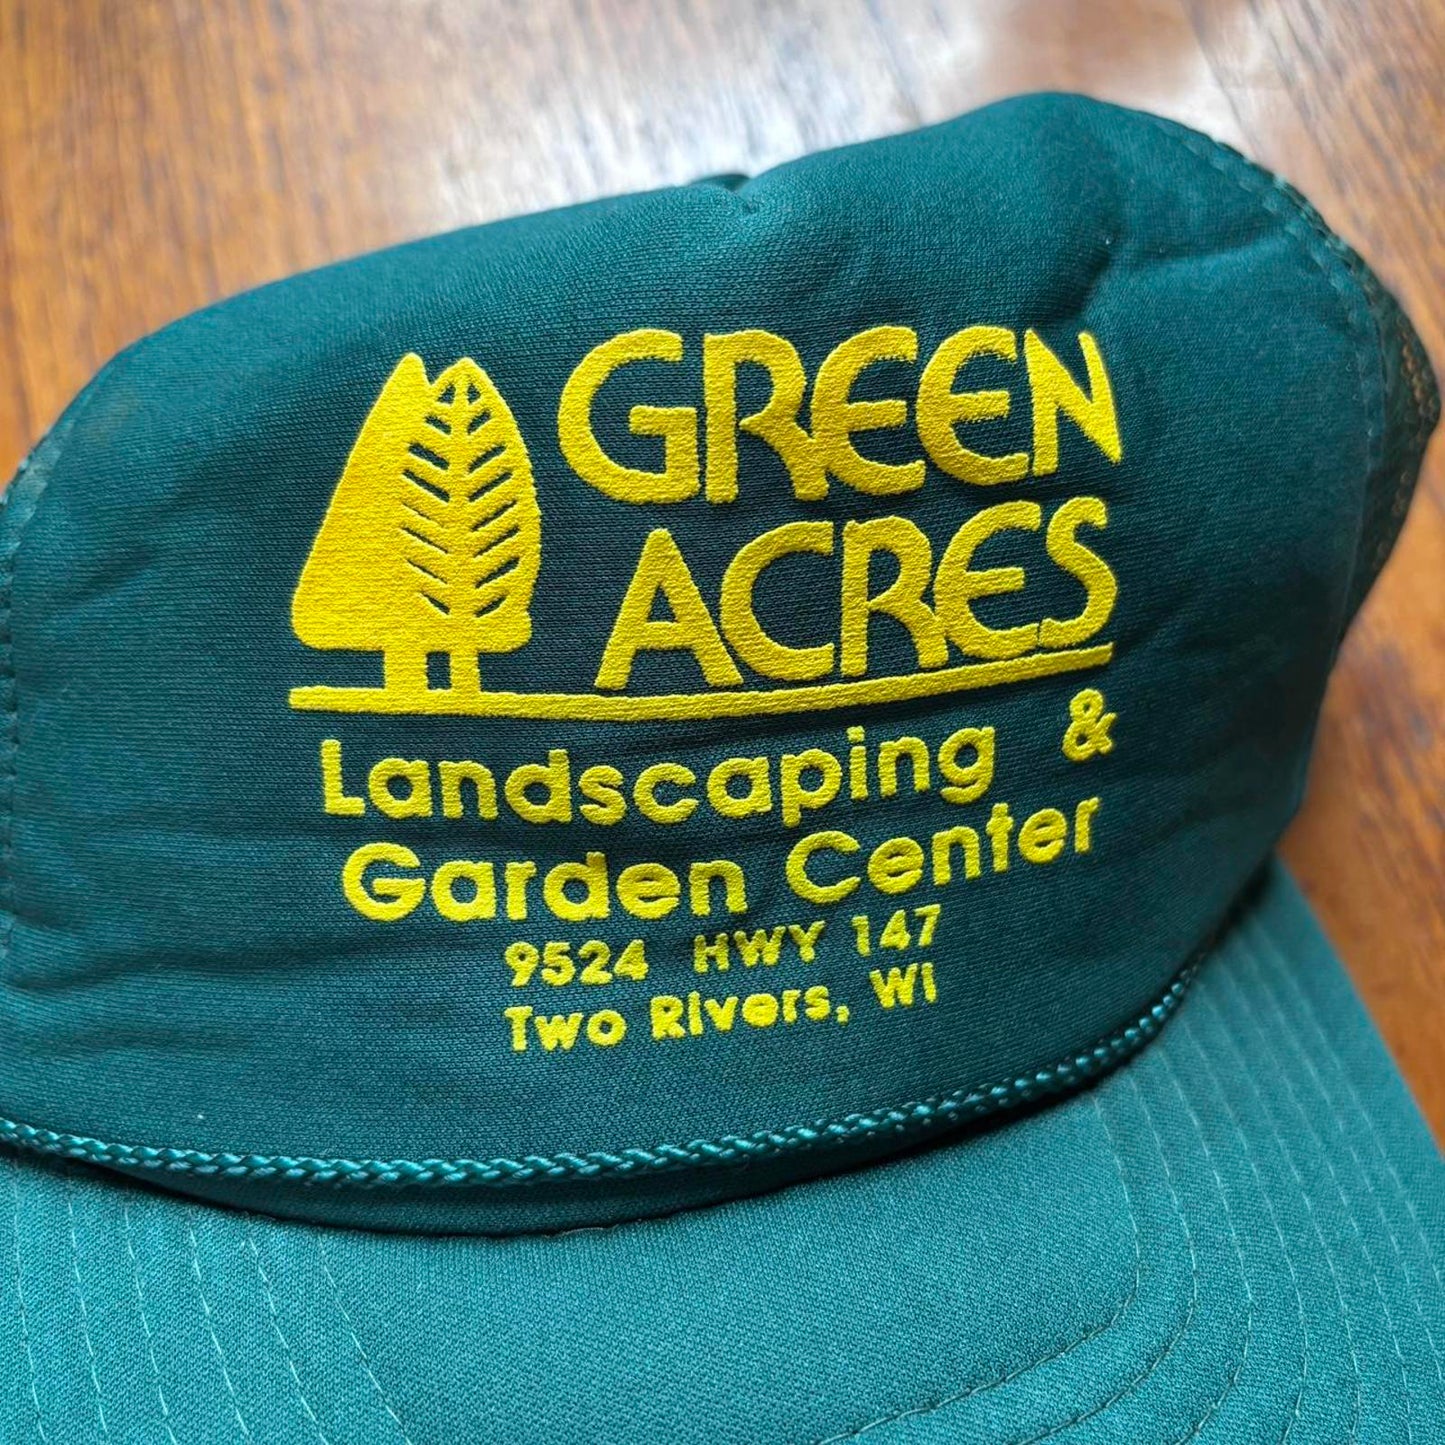 GREEN
ACRES
Landscaping &
Garden Center
9524 HWY 147
Two Rivers, WI